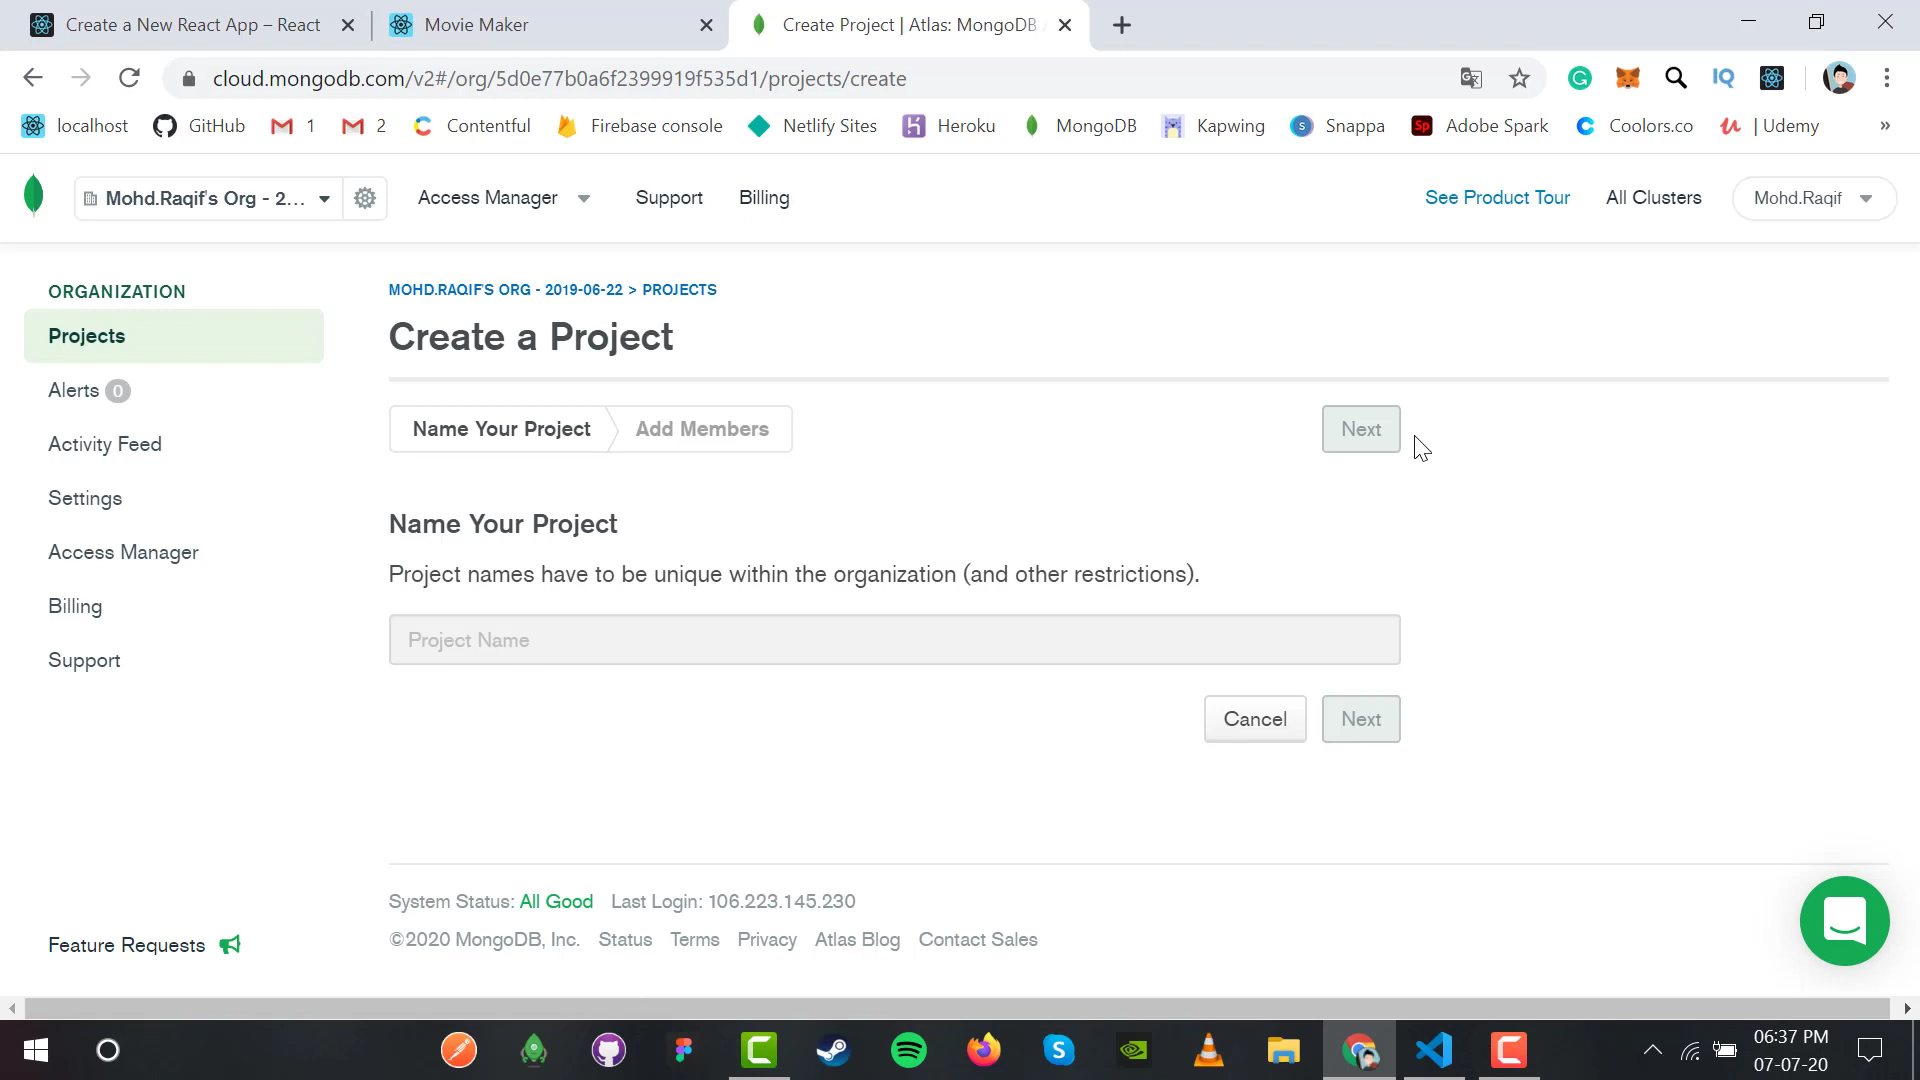 Create a New React App – React
Movie Maker
Create Project | Atlas: MongoDB
cloud.mongodb.com/v2#/org/5d0e77b0a6f2399919f535d1/projects/create
IQ
localhost GitHub 1 2 Contentful Firebase console Netlify Sites Heroku MongoDB Kapwing Snappa Adobe Spark Coolors.co | Udemy »
Mohd.Raqif's Org - 2... Access Manager Support Billing See Product Tour All Clusters Mohd.Raqif
ORGANIZATION
Projects
Alerts 0
Activity Feed
Settings
Access Manager
Billing
Support
Feature Requests
MOHD.RAQIF'S ORG - 2019-06-22 > PROJECTS
Create a Project
Name Your Project Add Members Next
Name Your Project
Project names have to be unique within the organization (and other restrictions).
Project Name
Cancel Next
System Status: All Good Last Login: 106.223.145.230
©2020 MongoDB, Inc. Status Terms Privacy Atlas Blog Contact Sales
06:37 PM
07-07-20